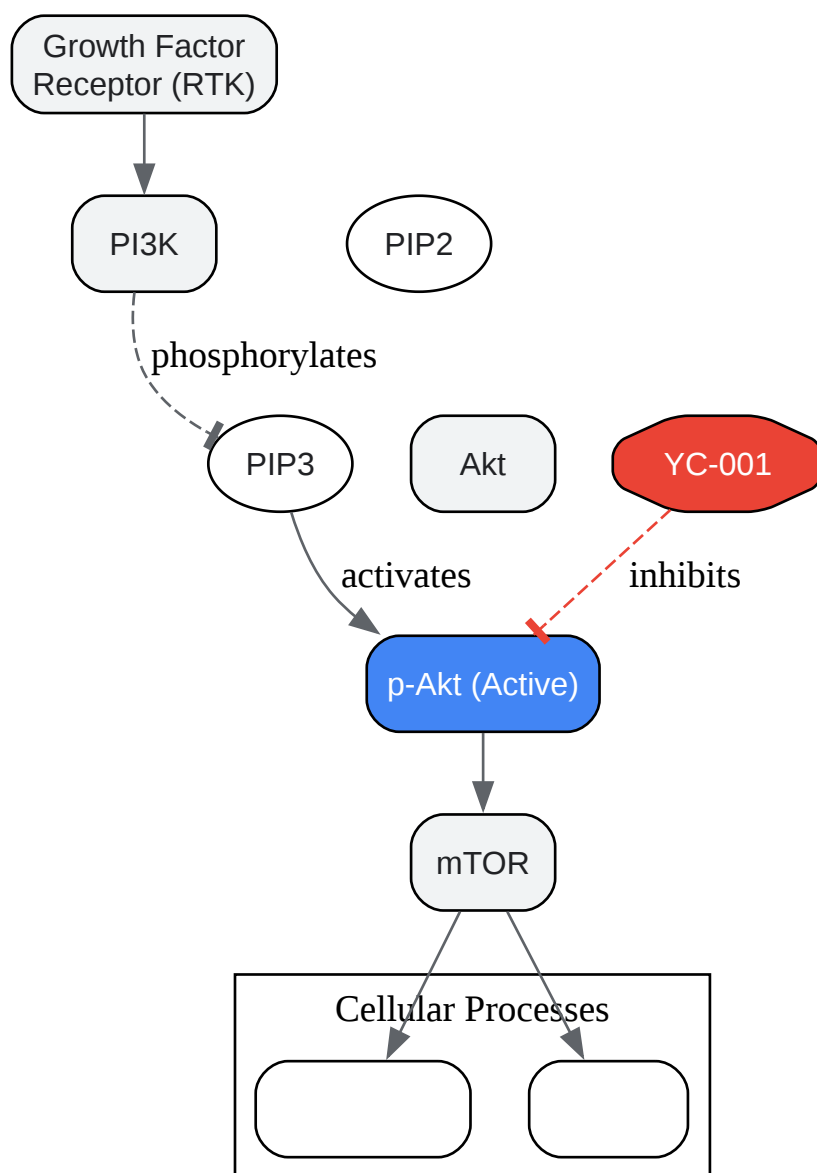 Growth Factor
Receptor (RTK)
PI3K
PIP2
phosphorylates
PIP3
Akt
YC-001
activates
inhibits
p-Akt (Active)
mTOR
Cellular Processes